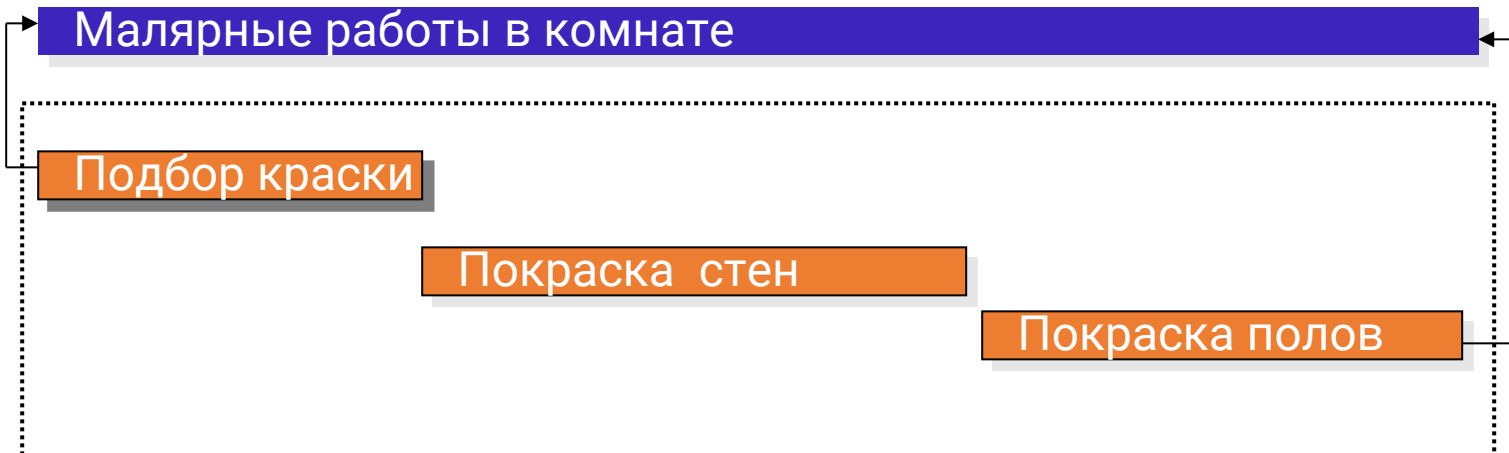 Малярные работы в комнате
Подбор краски
Покраска стен
Покраска полов